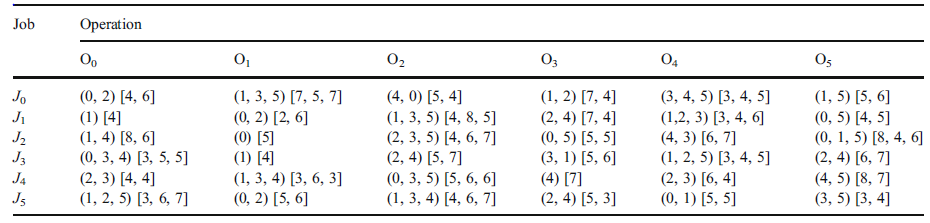 Job Operation
O0 O1 O2 O3 O4 O5
J0 (0, 2) [4, 6] (1, 3, 5) [7, 5, 7] (4, 0) [5, 4] (1, 2) [7, 4] (3, 4, 5) [3, 4, 5] (1, 5) [5, 6]
J1 (1) [4] (0, 2) [2, 6] (1, 3, 5) [4, 8, 5] (2, 4) [7, 4] (1,2, 3) [3, 4, 6] (0, 5) [4, 5]
J2 (1, 4) [8, 6] (0) [5] (2, 3, 5) [4, 6, 7] (0, 5) [5, 5] (4, 3) [6, 7] (0, 1, 5) [8, 4, 6]
J3 (0, 3, 4) [3, 5, 5] (1) [4] (2, 4) [5, 7] (3, 1) [5, 6] (1, 2, 5) [3, 4, 5] (2, 4) [6, 7]
J4 (2, 3) [4, 4] (1, 3, 4) [3, 6, 3] (0, 3, 5) [5, 6, 6] (4) [7] (2, 3) [6, 4] (4, 5) [8, 7]
J5 (1, 2, 5) [3, 6, 7] (0, 2) [5, 6] (1, 3, 4) [4, 6, 7] (2, 4) [5, 3] (0, 1) [5, 5] (3, 5) [3, 4]